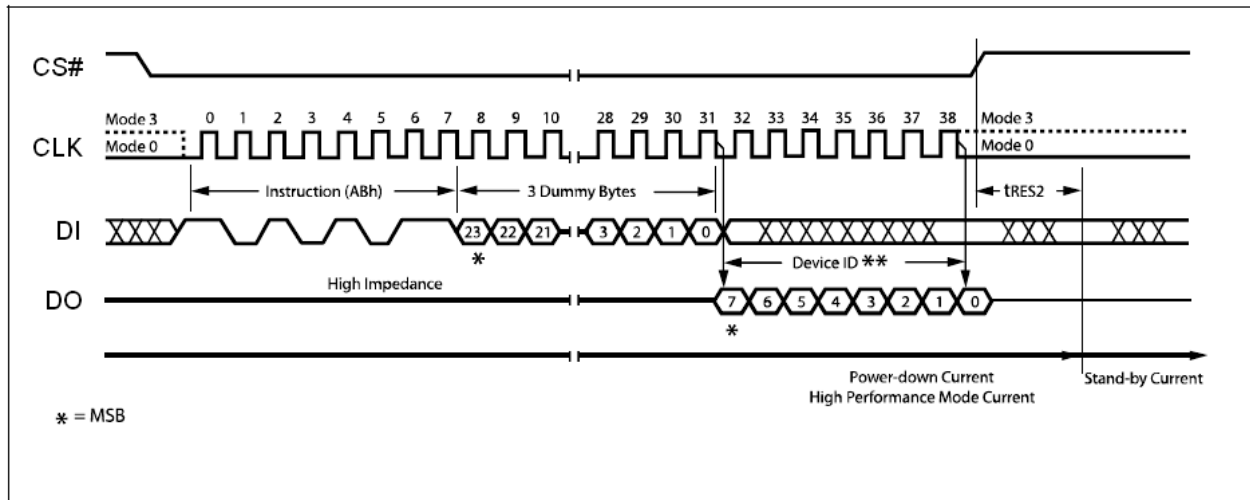 CS#
Mode 3 0 1 2 3 4 5 6 7 8 9 10 28 29 30 31 32 33 34 35 36 37 38 Mode 3
CLK Mode 0 Mode 0
Instruction (ABh) 3 Dummy Bytes tRES2
DI 23 22 21 3 2 1 0
* Device ID **
High Impedance
DO 7 6 5 4 3 2 1 0
*
Power-down Current Stand-by Current
High Performance Mode Current
* = MSB